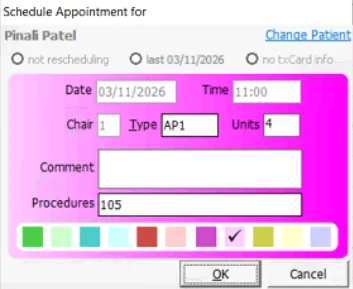 Schedule Appointment for
Pinali Patel Change Patient
not rescheduling last 03/11/2026 no txCard info
Date 03/11/2026 Time 11:00
Chair 1 Type AP1 Units 4
Comment
Procedures 105
OK Cancel